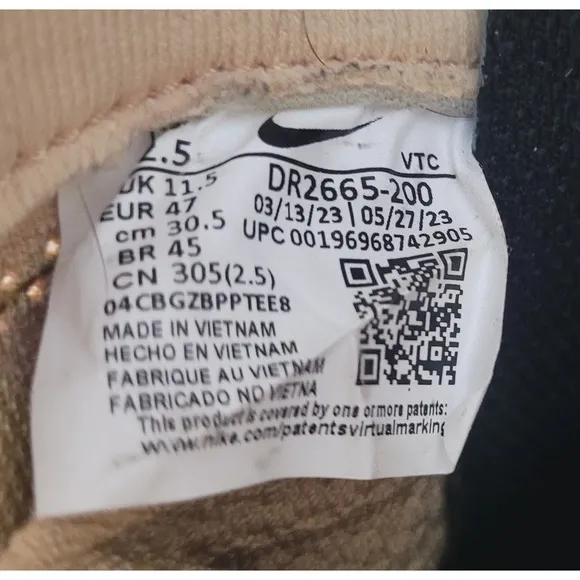 2.5
VTC
UK 11.5
EUR 47
cm 30.5
BR 45
CN 305(2.5)
04CBGZBPPTEE8
DR2665-200
03/13/23 | 05/27/23
UPC 00196968742905
MADE IN VIETNAM
HECHO EN VIETNAM
FABRIQUE AU VIETNAM
FABRICADO NO VIETNA
This product is covered by one or more patents:
www.nike.com/patentsvirtualmarking